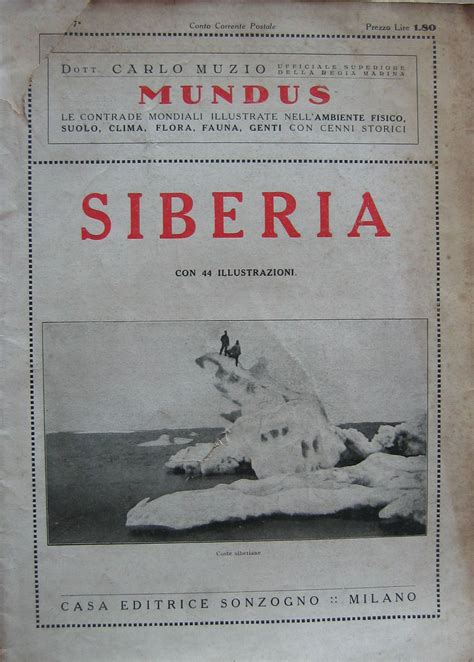 7ª
Conto Corrente Postale
Prezzo Lire 1.80
DOTT. CARLO MUZIO UFFICIALE SUPERIORE
DELLA REGIA MARINA
MUNDUS
LE CONTRADE MONDIALI ILLUSTRATE NELL'AMBIENTE FISICO,
SUOLO, CLIMA, FLORA, FAUNA, GENTI CON CENNI STORICI
SIBERIA
CON 44 ILLUSTRAZIONI.
Coste siberiane
CASA EDITRICE SONZOGNO :: MILANO